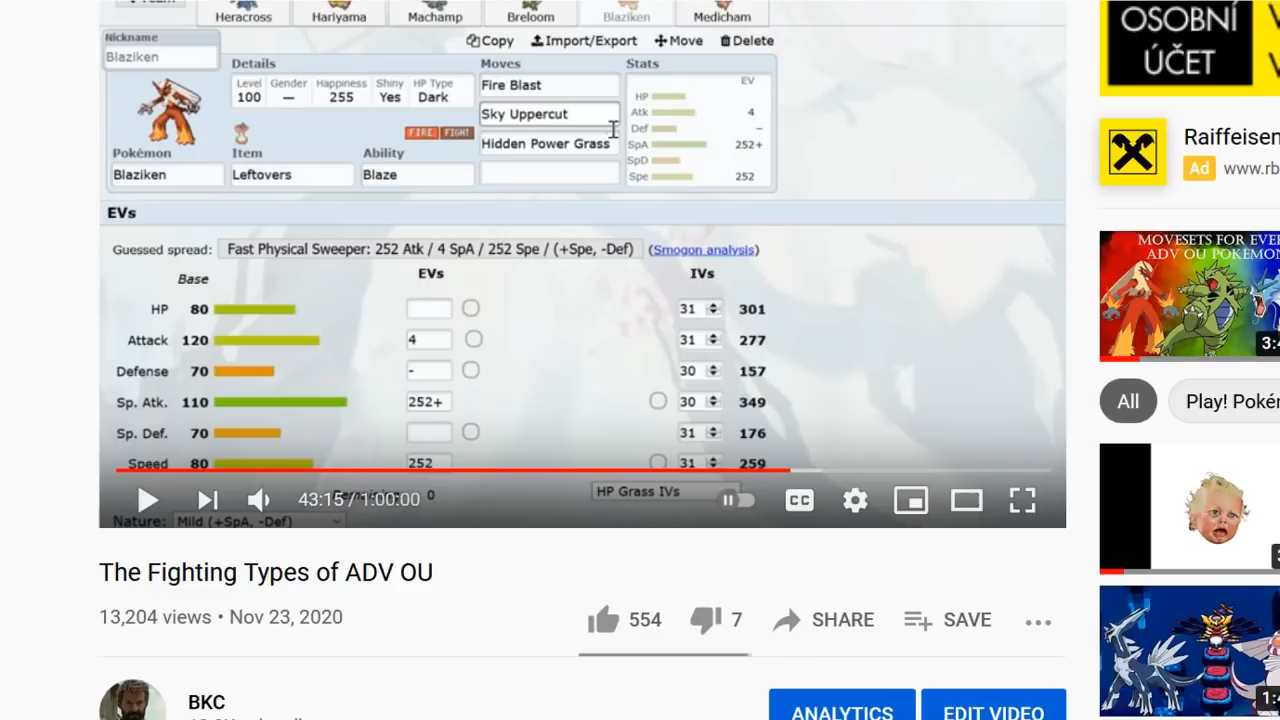 Heracross Hariyama Machamp Breloom Blaziken Medicham
Nickname
Blaziken
Copy Import/Export Move Delete
Details
Level Gender Happiness Shiny HP Type
100 — 255 Yes Dark
FIRE FIGHT
Pokémon Item Ability
Blaziken Leftovers Blaze
Moves
Fire Blast
Sky Uppercut
Hidden Power Grass
Stats
EV
HP
Atk 4
Def –
SpA 252+
SpD
Spe 252
EVs
Guessed spread: Fast Physical Sweeper: 252 Atk / 4 SpA / 252 Spe / (+Spe, -Def) (Smogon analysis)
Base EVs IVs
HP 80 31 301
Attack 120 4 31 277
Defense 70 - 30 157
Sp. Atk. 110 252+ 30 349
Sp. Def. 70 31 176
Speed 80 252 31 259
0
HP Grass IVs
43:15 / 1:00:00
CC
Nature: Mild (+SpA, -Def)
The Fighting Types of ADV OU
13,204 views • Nov 23, 2020
554 7 SHARE SAVE
BKC
ANALYTICS EDIT VIDEO
OSOBNÍ
ÚČET
Raiffeisen
Ad www.rb
MOVESETS FOR EVE
ADV OU POKÉMON
3:4
All Play! Poké
1:4